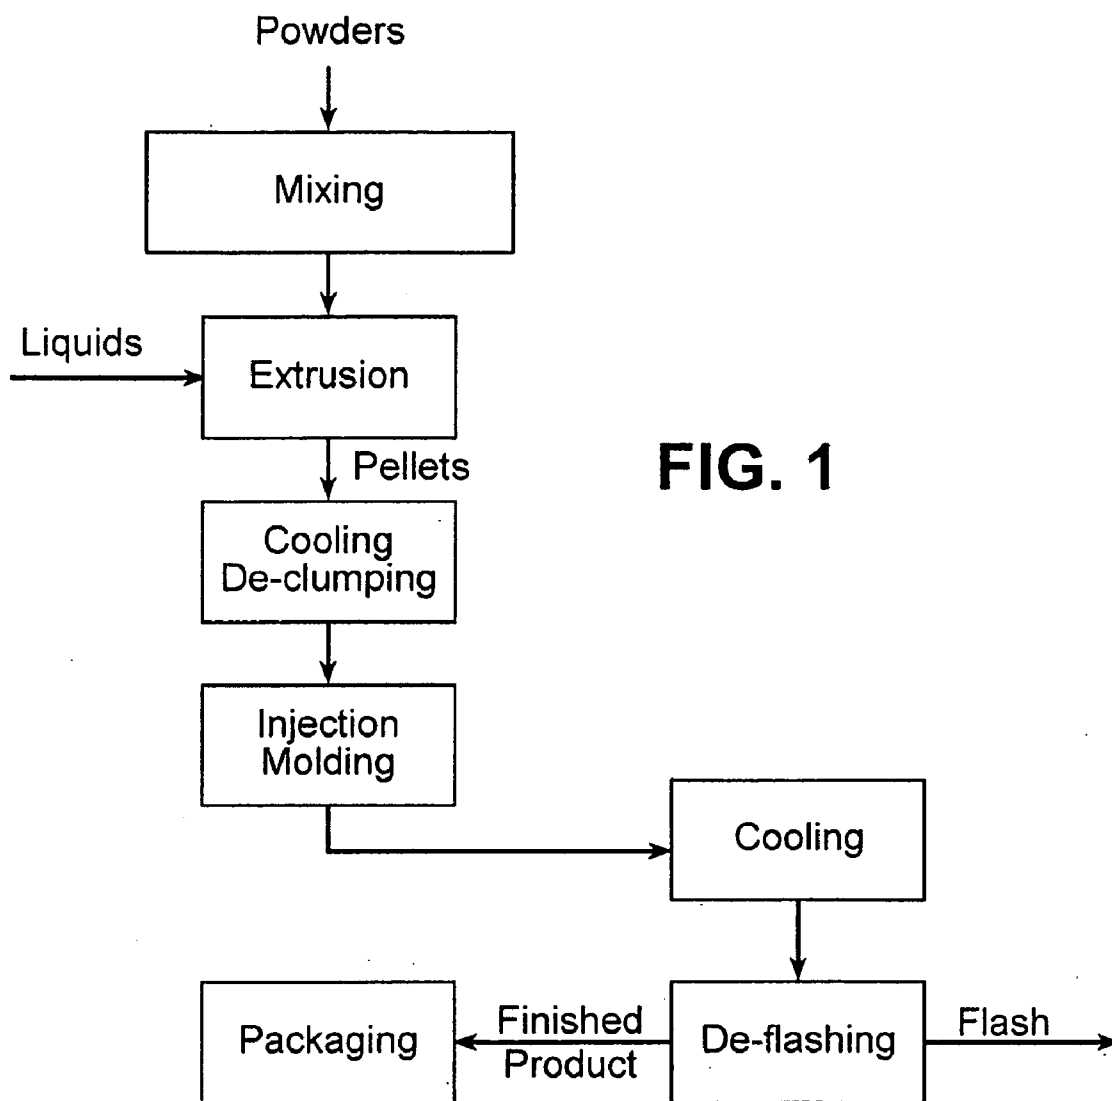 Powders
Mixing
Liquids
Extrusion
Pellets
FIG. 1
Cooling
De-clumping
Injection
Molding
Cooling
Packaging
Finished
Product
De-flashing
Flash